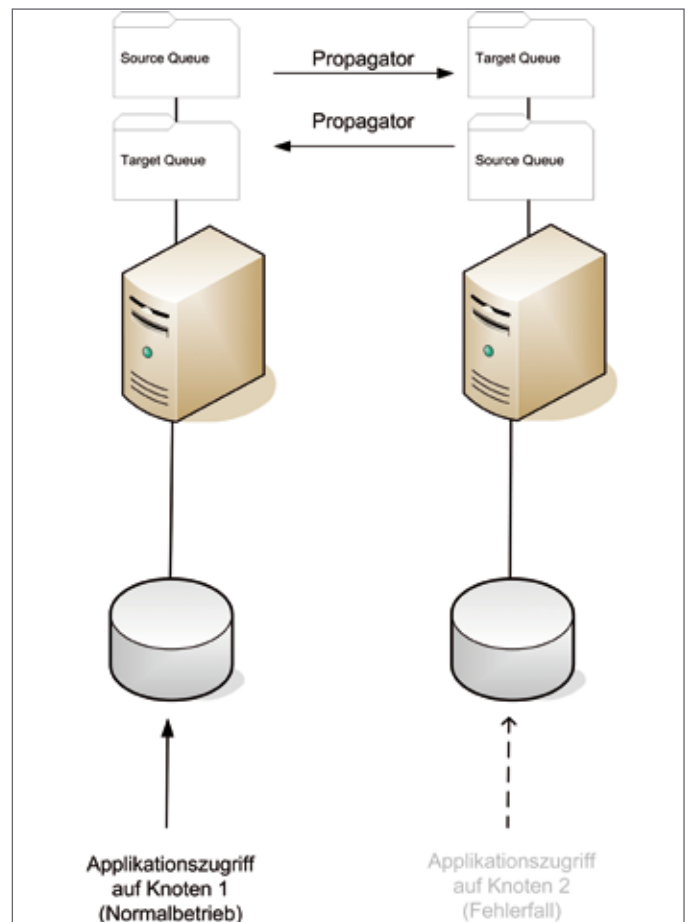 Source Queue
Propagator
Target Queue
Propagator
Target Queue
Source Queue
Applikationszugriff
auf Knoten 1
(Normalbetrieb)
Applikationszugriff
auf Knoten 2
(Fehlerfall)